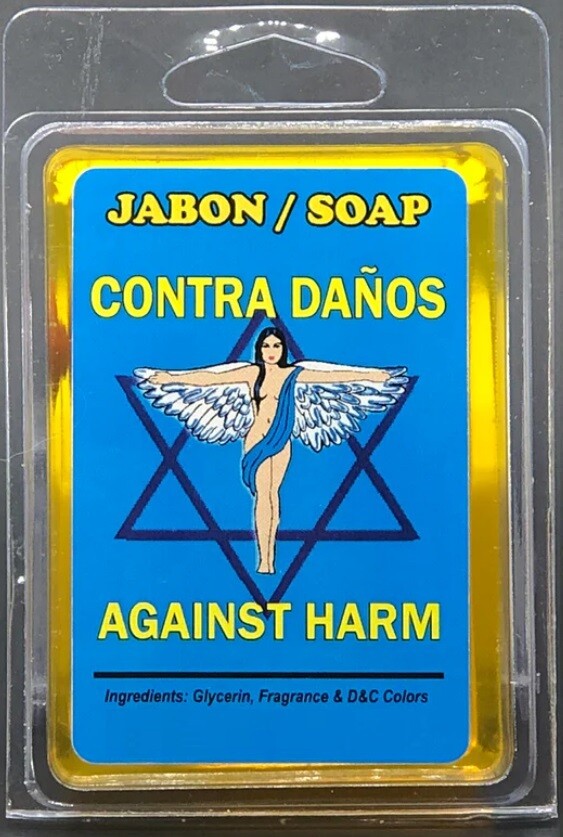 JABON / SOAP
CONTRA DAÑOS
AGAINST HARM
Ingredients: Glycerin, Fragrance & D&C Colors